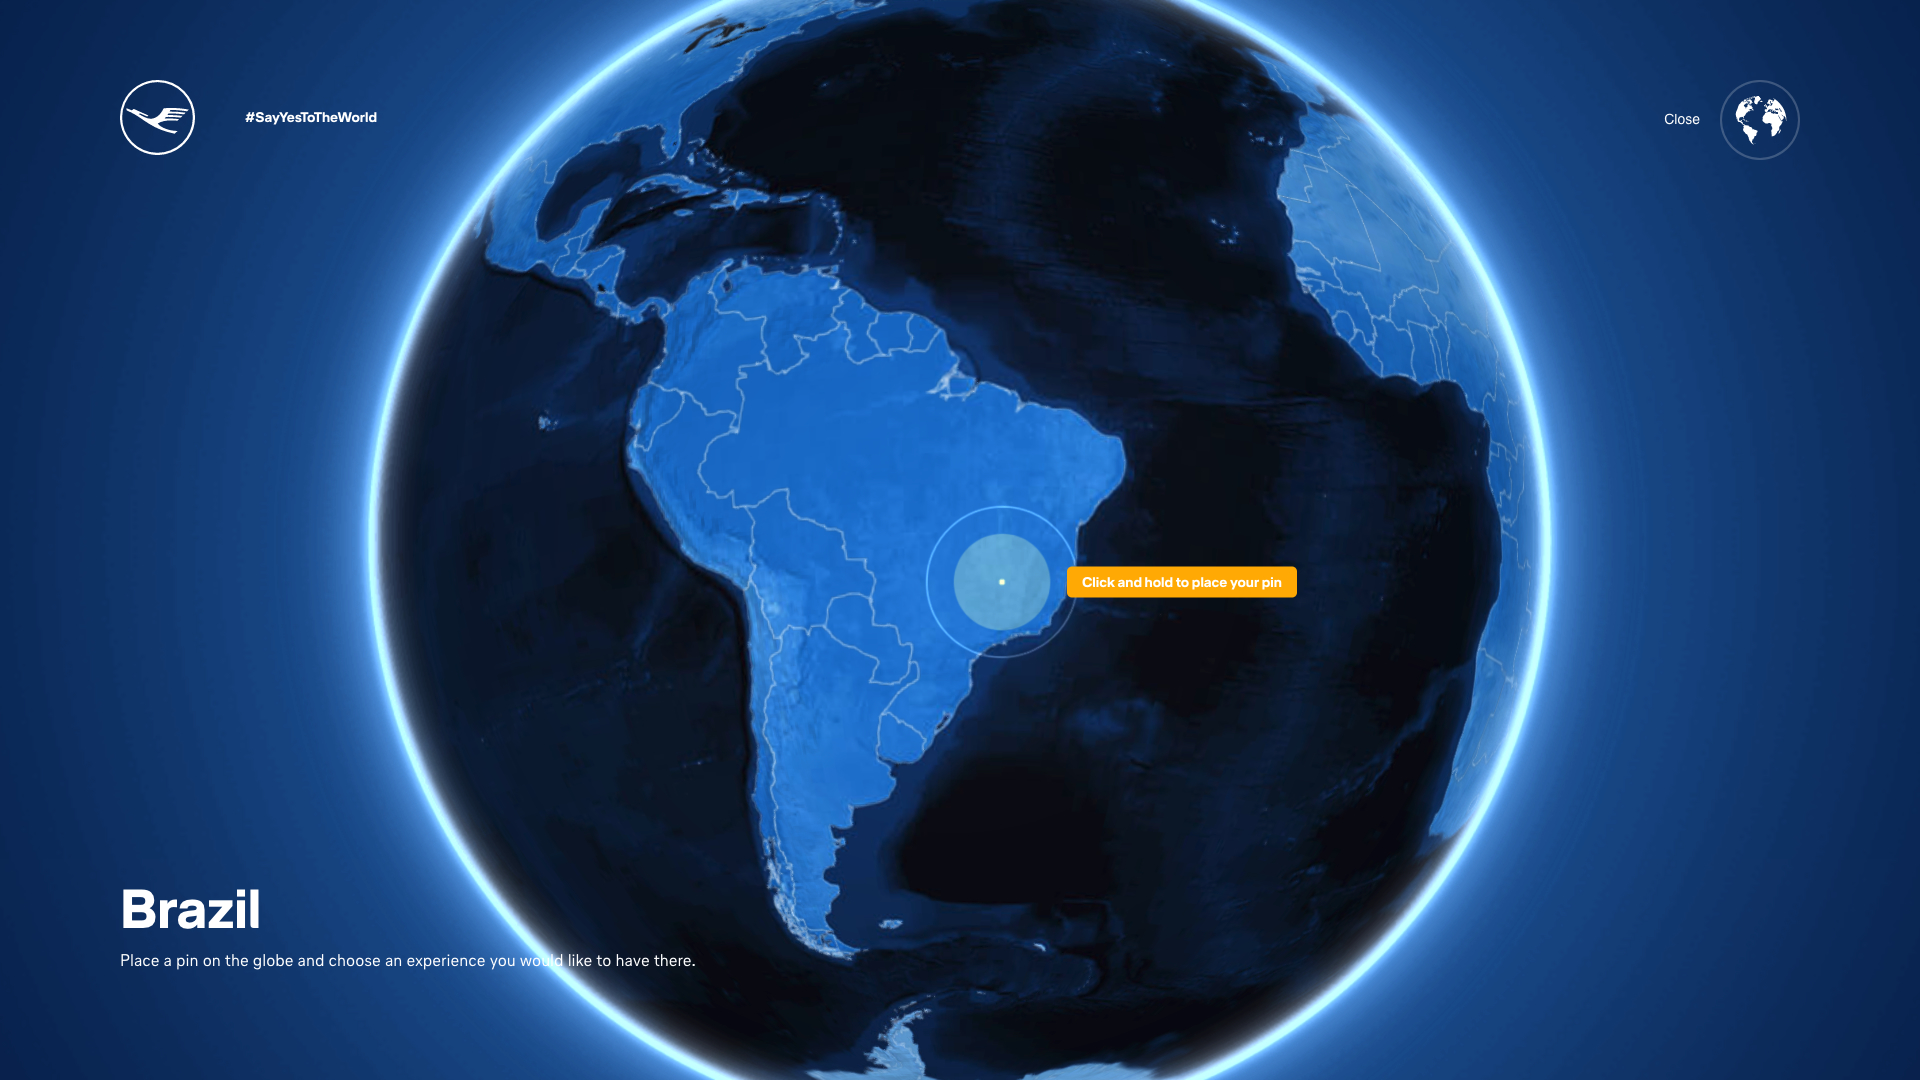 #SayYesToTheWorld
Close
Click and hold to place your pin
Brazil
Place a pin on the globe and choose an experience you would like to have there.